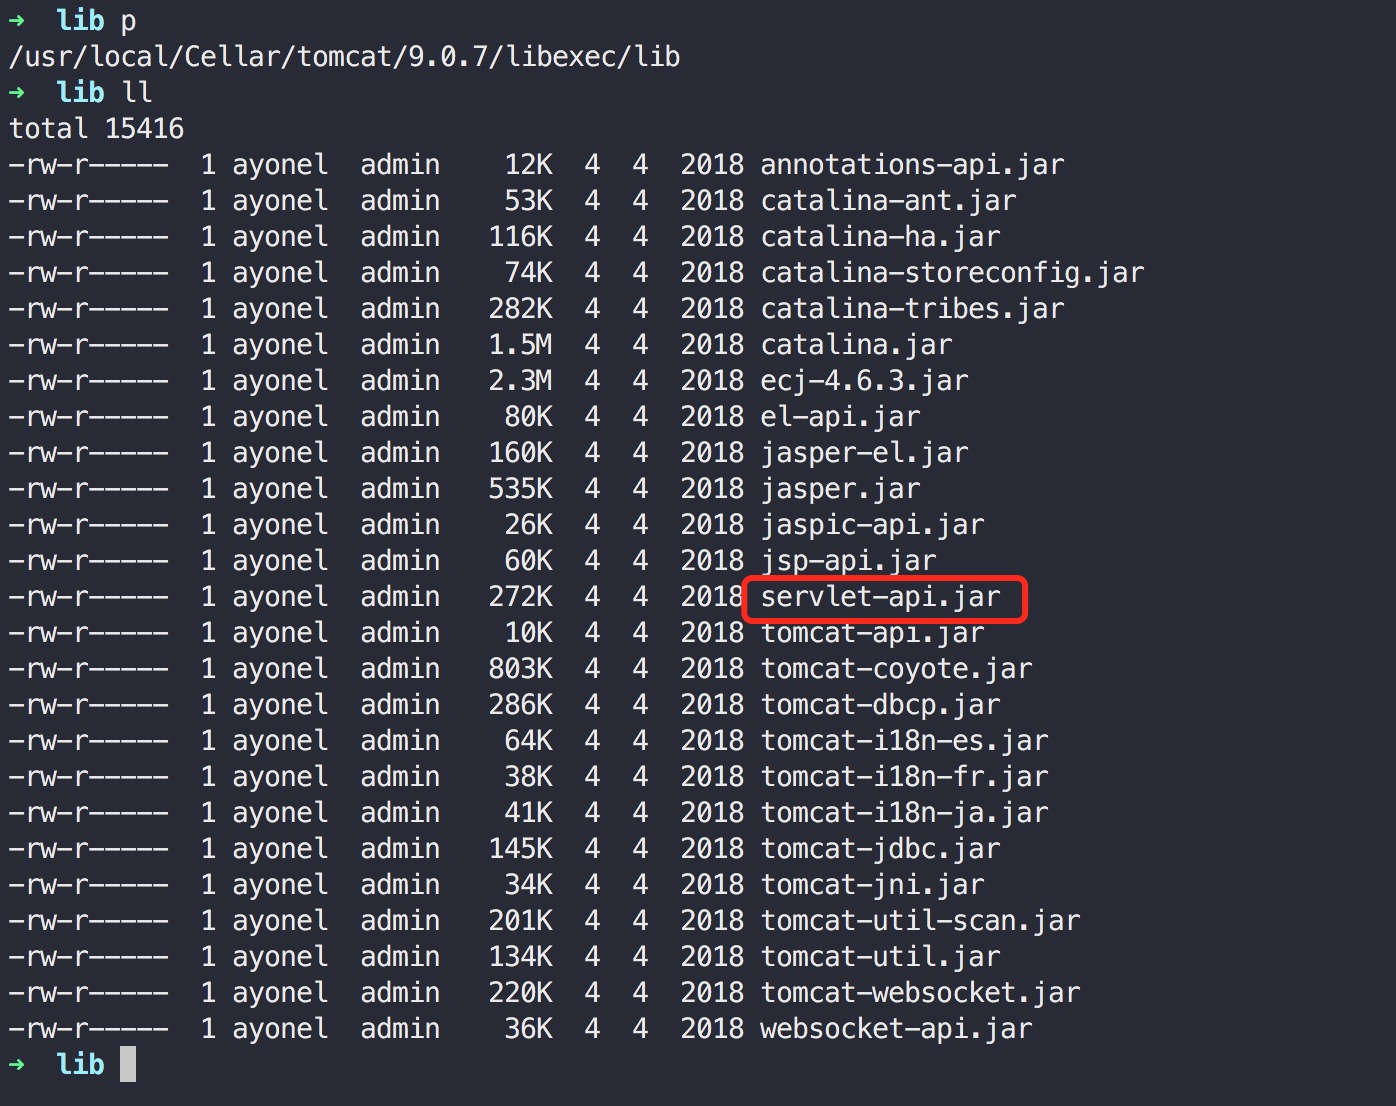 → lib p
/usr/local/Cellar/tomcat/9.0.7/libexec/lib
→ lib ll
total 15416
-rw-r----- 1 ayonel admin 12K 4 4 2018 annotations-api.jar
-rw-r----- 1 ayonel admin 53K 4 4 2018 catalina-ant.jar
-rw-r----- 1 ayonel admin 116K 4 4 2018 catalina-ha.jar
-rw-r----- 1 ayonel admin 74K 4 4 2018 catalina-storeconfig.jar
-rw-r----- 1 ayonel admin 282K 4 4 2018 catalina-tribes.jar
-rw-r----- 1 ayonel admin 1.5M 4 4 2018 catalina.jar
-rw-r----- 1 ayonel admin 2.3M 4 4 2018 ecj-4.6.3.jar
-rw-r----- 1 ayonel admin 80K 4 4 2018 el-api.jar
-rw-r----- 1 ayonel admin 160K 4 4 2018 jasper-el.jar
-rw-r----- 1 ayonel admin 535K 4 4 2018 jasper.jar
-rw-r----- 1 ayonel admin 26K 4 4 2018 jaspic-api.jar
-rw-r----- 1 ayonel admin 60K 4 4 2018 jsp-api.jar
-rw-r----- 1 ayonel admin 272K 4 4 2018 servlet-api.jar
-rw-r----- 1 ayonel admin 10K 4 4 2018 tomcat-api.jar
-rw-r----- 1 ayonel admin 803K 4 4 2018 tomcat-coyote.jar
-rw-r----- 1 ayonel admin 286K 4 4 2018 tomcat-dbcp.jar
-rw-r----- 1 ayonel admin 64K 4 4 2018 tomcat-i18n-es.jar
-rw-r----- 1 ayonel admin 38K 4 4 2018 tomcat-i18n-fr.jar
-rw-r----- 1 ayonel admin 41K 4 4 2018 tomcat-i18n-ja.jar
-rw-r----- 1 ayonel admin 145K 4 4 2018 tomcat-jdbc.jar
-rw-r----- 1 ayonel admin 34K 4 4 2018 tomcat-jni.jar
-rw-r----- 1 ayonel admin 201K 4 4 2018 tomcat-util-scan.jar
-rw-r----- 1 ayonel admin 134K 4 4 2018 tomcat-util.jar
-rw-r----- 1 ayonel admin 220K 4 4 2018 tomcat-websocket.jar
-rw-r----- 1 ayonel admin 36K 4 4 2018 websocket-api.jar
→ lib